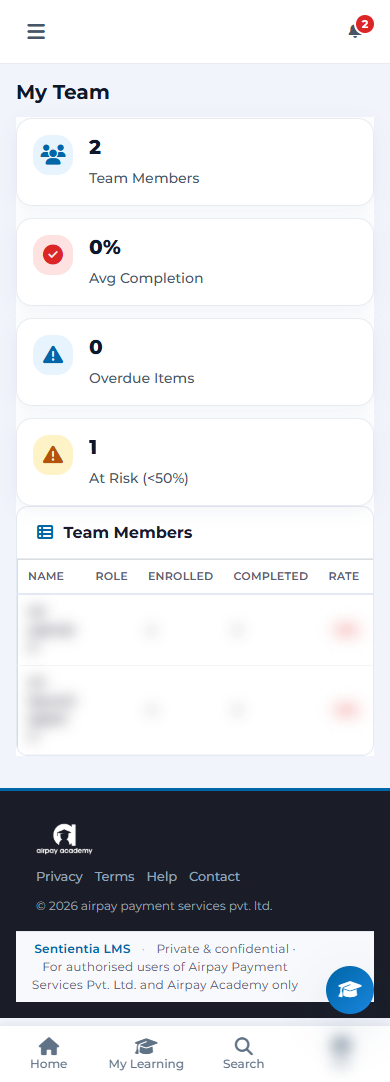 2
My Team
2
Team Members
0%
Avg Completion
0
Overdue Items
1
At Risk (<50%)
Team Members
NAME ROLE ENROLLED COMPLETED RATE
airpay academy
Privacy Terms Help Contact
© 2026 airpay payment services pvt. ltd.
Sentientia LMS · Private & confidential ·
For authorised users of Airpay Payment
Services Pvt. Ltd. and Airpay Academy only
Home My Learning Search